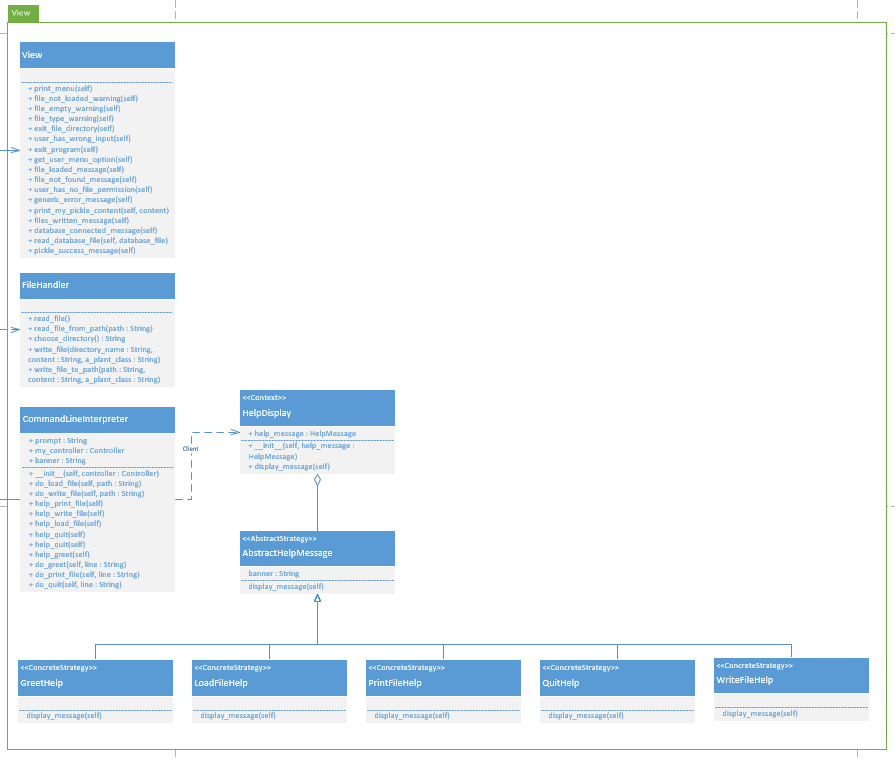 View
View
+ print_menu(self)
+ file_not_loaded_warning(self)
+ file_empty_warning(self)
+ file_type_warning(self)
+ exit_file_directory(self)
+ user_has_wrong_input(self)
+ exit_program(self)
+ get_user_menu_option(self)
+ file_loaded_message(self)
+ file_not_found_message(self)
+ user_has_no_file_permission(self)
+ generic_error_message(self)
+ print_my_pickle_content(self, content)
+ files_written_message(self)
+ database_connected_message(self)
+ read_database_file(self, database_file)
+ pickle_success_message(self)
FileHandler
+ read_file()
+ read_file_from_path(path : String)
+ choose_directory() : String
+ write_file(directory_name : String,
content : String, a_plant_class : String)
+ write_file_to_path(path : String,
content : String, a_plant_class : String)
CommandLineInterpreter
+ prompt : String
+ my_controller : Controller
+ banner : String
+ __init__(self, controller : Controller)
+ do_load_file(self, path : String)
+ do_write_file(self, path : String)
+ help_print_file(self)
+ help_write_file(self)
+ help_load_file(self)
+ help_quit(self)
+ help_quit(self)
+ help_greet(self)
+ do_greet(self, line : String)
+ do_print_file(self, line : String)
+ do_quit(self, line : String)
Client
<<Context>>
HelpDisplay
+ help_message : HelpMessage
+ __init__(self, help_message :
HelpMessage)
+ display_message(self)
<<AbstractStrategy>>
AbstractHelpMessage
banner : String
display_message(self)
<<ConcreteStrategy>>
GreetHelp
display_message(self)
<<ConcreteStrategy>>
LoadFileHelp
display_message(self)
<<ConcreteStrategy>>
PrintFileHelp
display_message(self)
<<ConcreteStrategy>>
QuitHelp
display_message(self)
<<ConcreteStrategy>>
WriteFileHelp
display_message(self)